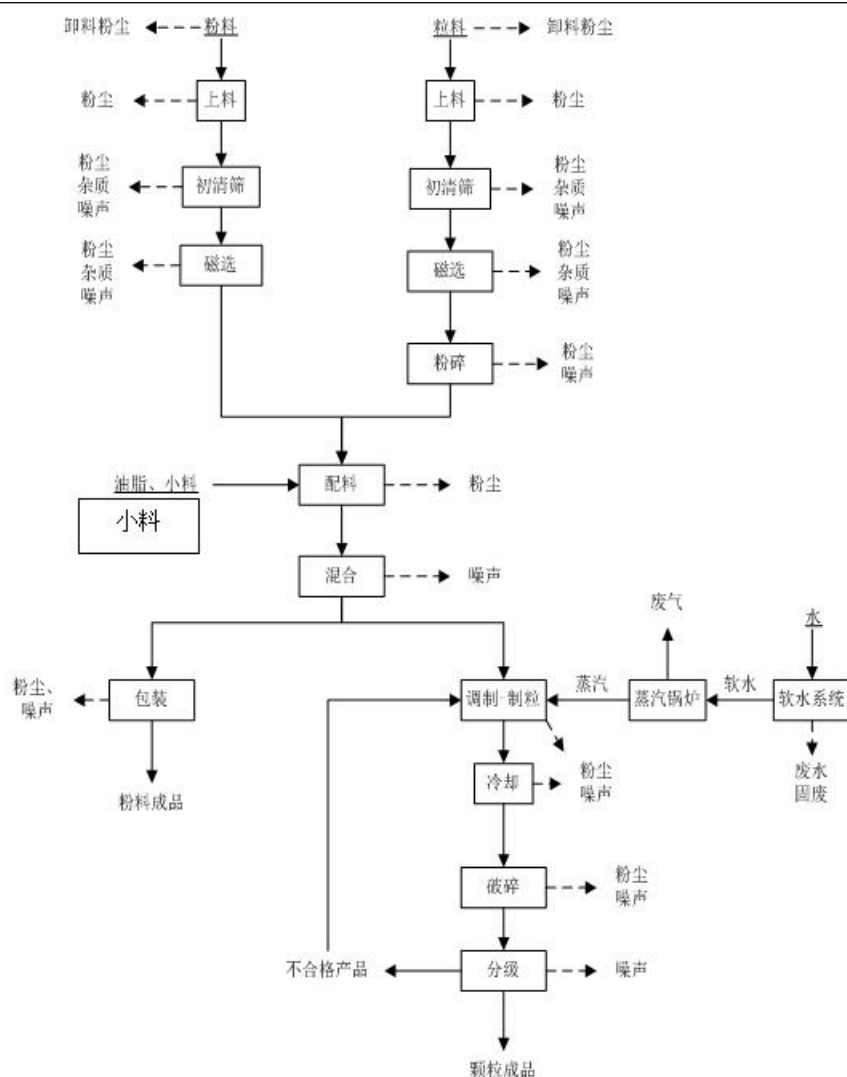 卸料粉尘
粉料
粒料
卸料粉尘
粉尘
上料
上料
粉尘
粉尘
杂质
噪声
初清筛
初清筛
粉尘
杂质
噪声
粉尘
杂质
噪声
磁选
磁选
粉尘
杂质
噪声
粉碎
粉尘
噪声
油脂、小料
配料
粉尘
小料
混合
噪声
废气
水
粉尘、
噪声
包装
调制-制粒
蒸汽
蒸汽锅炉
软水
软水系统
粉尘
噪声
废水
固废
冷却
粉料成品
破碎
粉尘
噪声
不合格产品
分级
噪声
颗粒成品